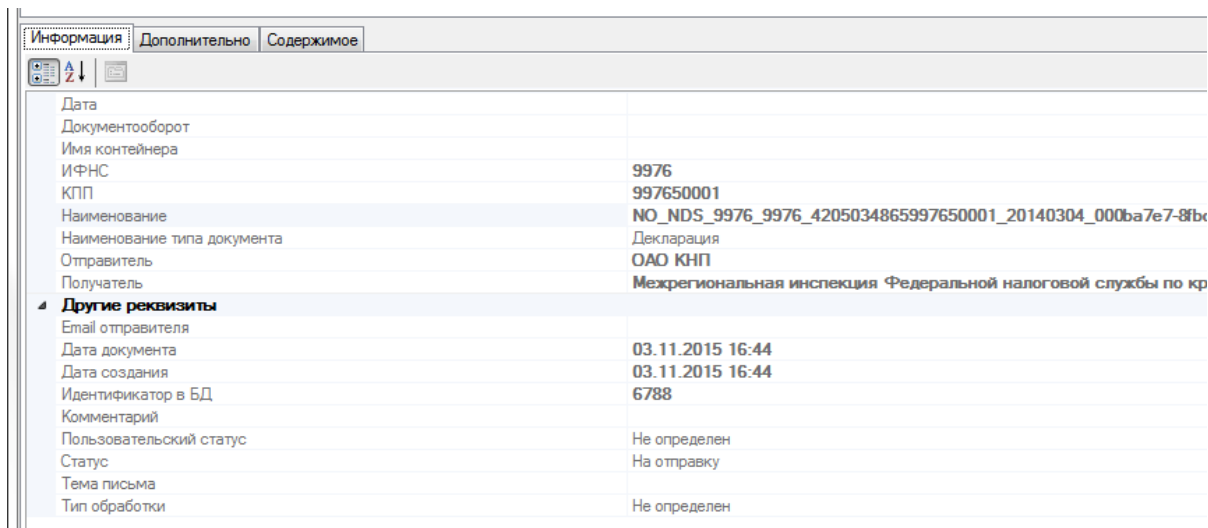 Информация Дополнительно Содержимое
Дата
Документооборот
Имя контейнера
ИФНС 9976
КПП 997650001
Наименование NO_NDS_9976_9976_4205034865997650001_20140304_000ba7e7-8fbc
Наименование типа документа Декларация
Отправитель ОАО КНП
Получатель Межрегиональная инспекция Федеральной налоговой службы по кр
Другие реквизиты
Email отправителя
Дата документа 03.11.2015 16:44
Дата создания 03.11.2015 16:44
Идентификатор в БД 6788
Комментарий
Пользовательский статус Не определен
Статус На отправку
Тема письма
Тип обработки Не определен